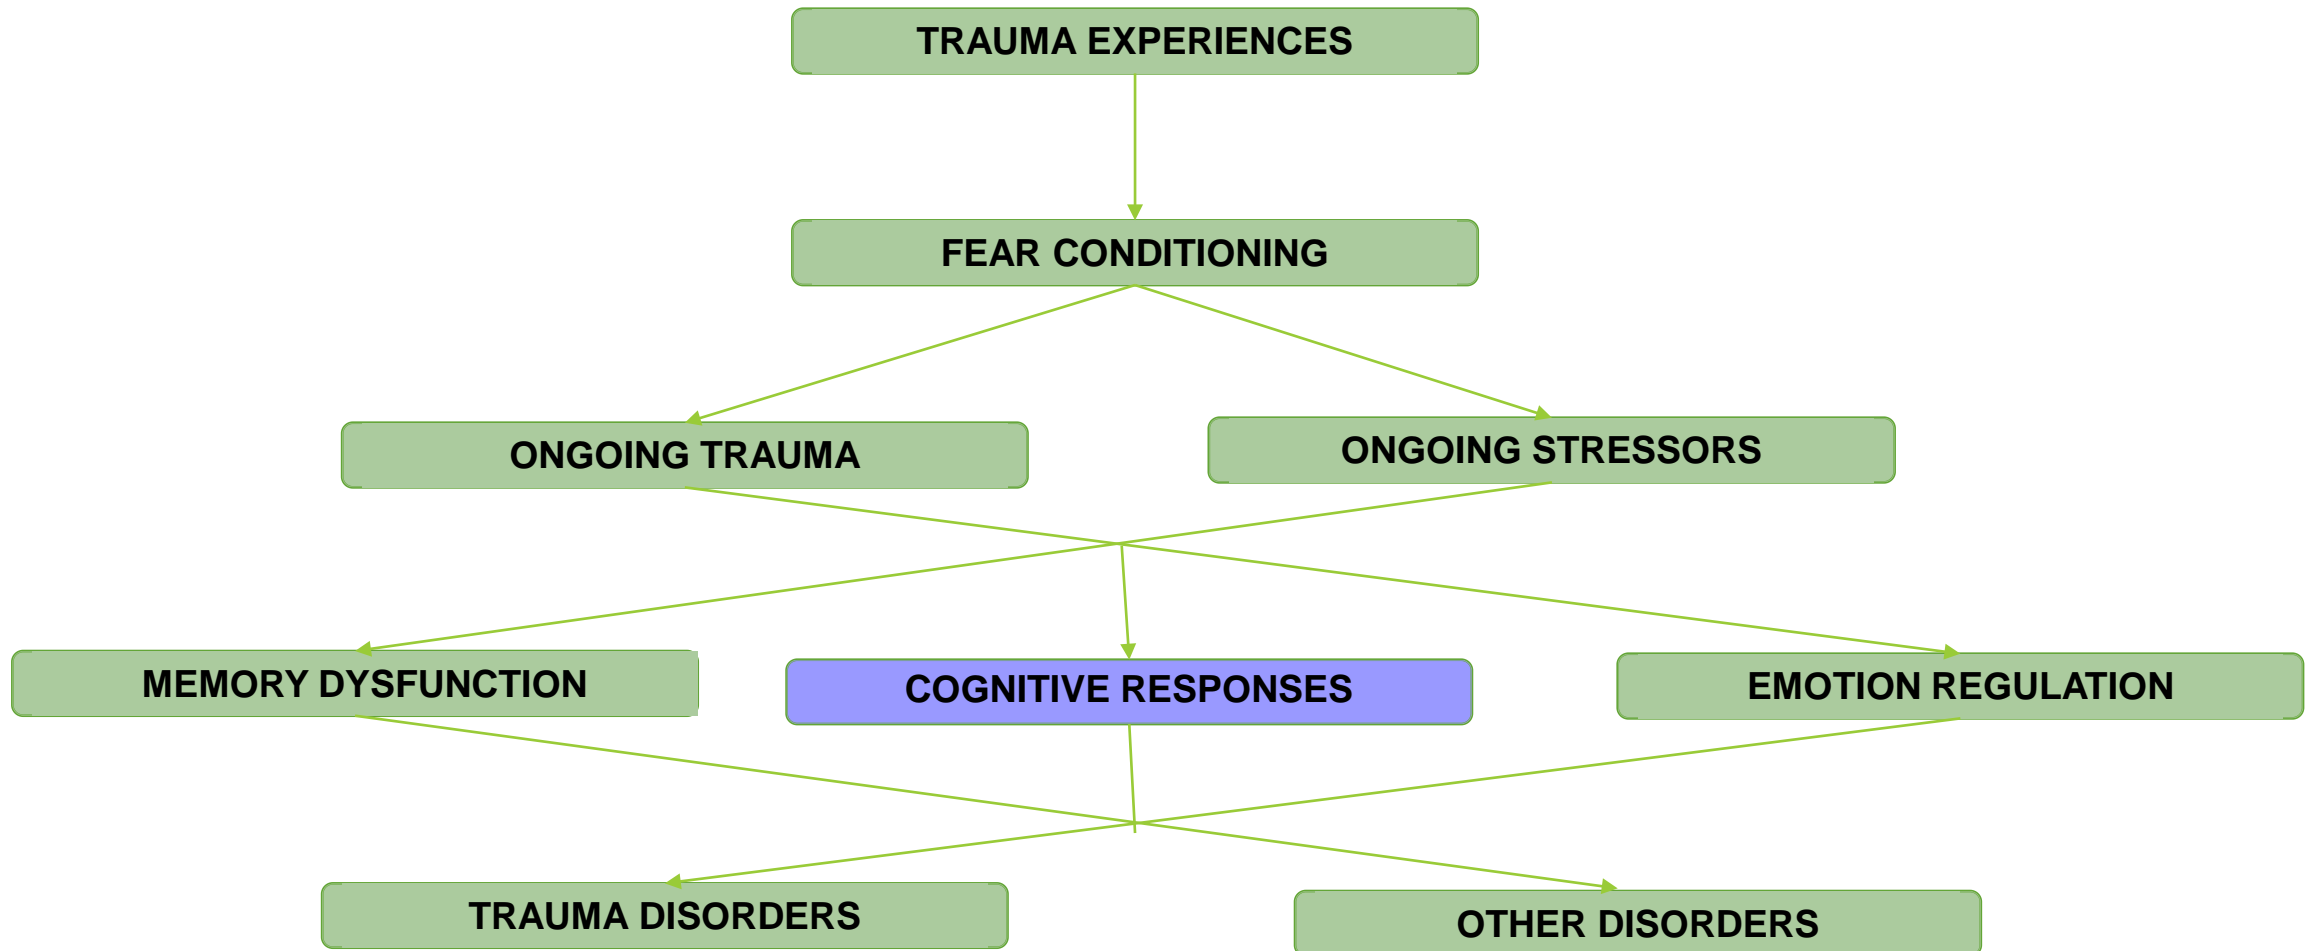 TRAUMA EXPERIENCES
FEAR CONDITIONING
ONGOING TRAUMA
ONGOING STRESSORS
MEMORY DYSFUNCTION
COGNITIVE RESPONSES
EMOTION REGULATION
TRAUMA DISORDERS
OTHER DISORDERS